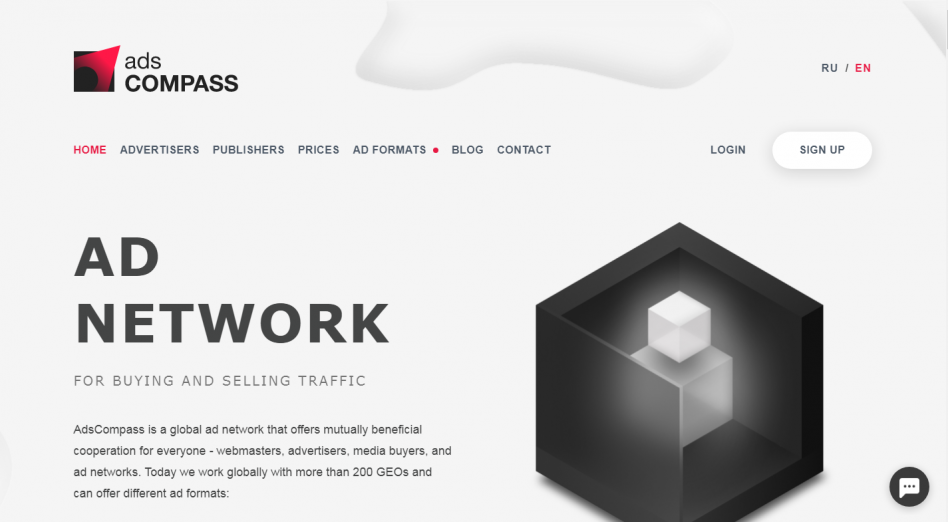 ads
COMPASS
RU / EN
HOME ADVERTISERS PUBLISHERS PRICES AD FORMATS BLOG CONTACT LOGIN SIGN UP
AD
NETWORK
FOR BUYING AND SELLING TRAFFIC
AdsCompass is a global ad network that offers mutually beneficial
cooperation for everyone - webmasters, advertisers, media buyers, and
ad networks. Today we work globally with more than 200 GEOs and
can offer different ad formats: